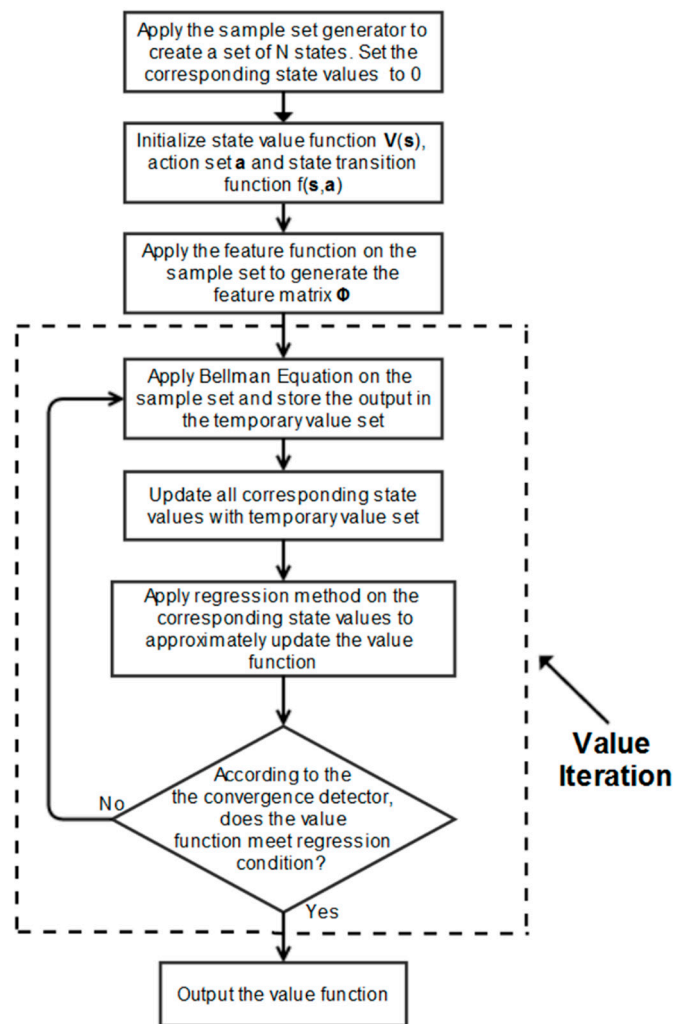 Apply the sample set generator to
create a set of N states. Set the
corresponding state values to 0
Initialize state value function V(s),
action set a and state transition
function f(s,a)
Apply the feature function on the
sample set to generate the
feature matrix Φ
Apply Bellman Equation on the
sample set and store the output in
the temporary value set
Update all corresponding state
values with temporary value set
Apply regression method on the
corresponding state values to
approximately update the value
function
According to the
the convergence detector,
does the value
function meet regression
condition?
No
Yes
Output the value function
Value
Iteration